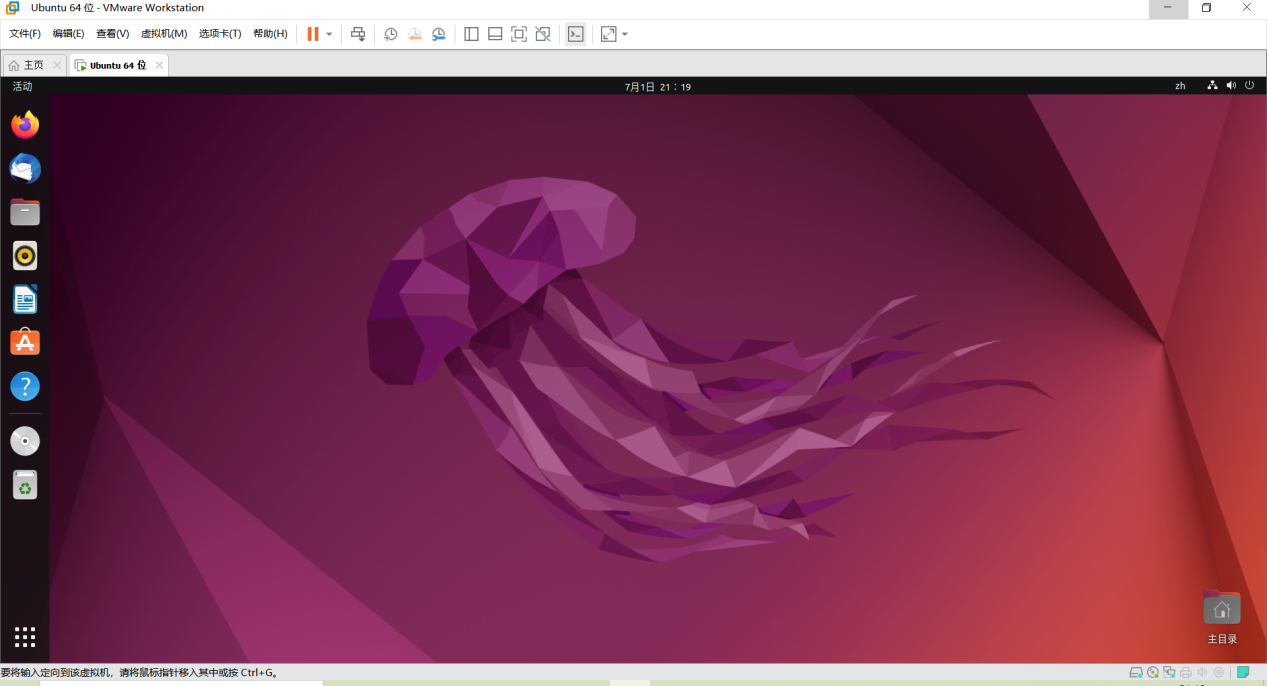 Ubuntu 64 位 - VMware Workstation
文件(F) 编辑(E) 查看(V) 虚拟机(M) 选项卡(T) 帮助(H)
主页 Ubuntu 64 位
活动 7月1日 21：19 zh
主目录
要将输入定向到该虚拟机，请将鼠标指针移入其中或按 Ctrl+G。